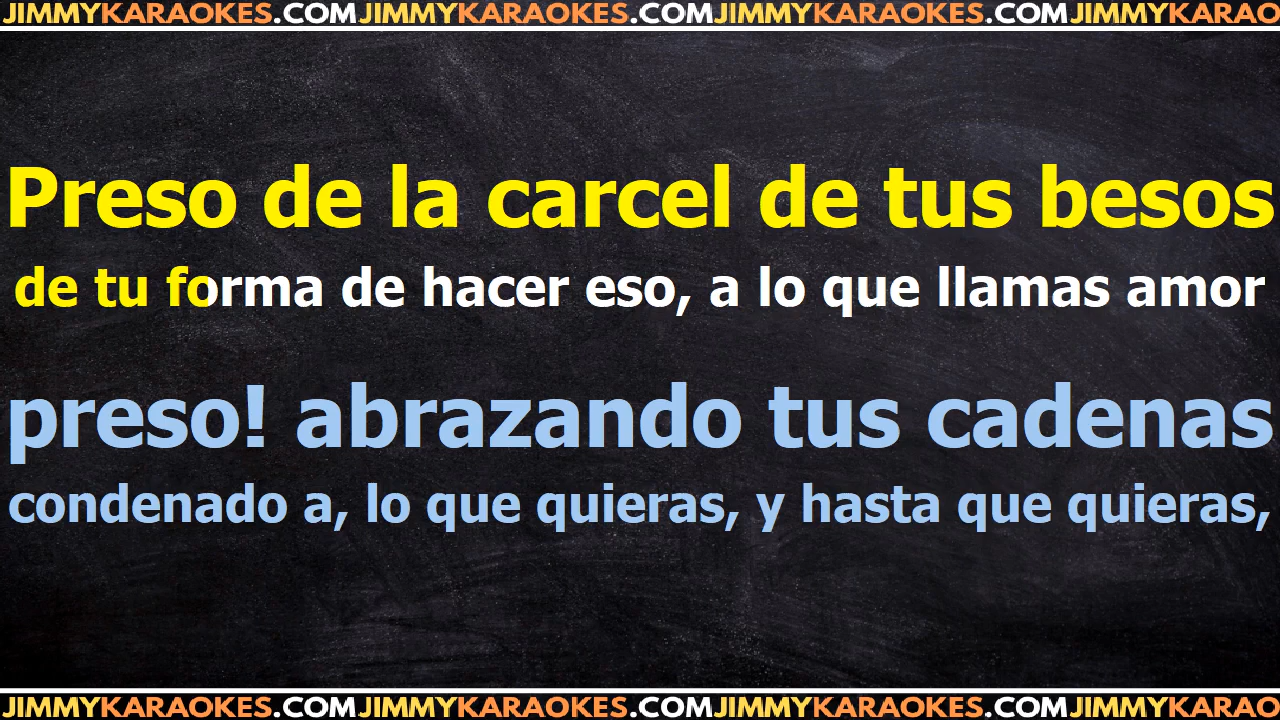 JIMMYKARAOKES.COMJIMMYKARAOKES.COMJIMMYKARAOKES.COMJIMMYKARAO
Preso de la carcel de tus besos
de tu forma de hacer eso, a lo que llamas amor
preso! abrazando tus cadenas
condenado a, lo que quieras, y hasta que quieras,
JIMMYKARAOKES.COMJIMMYKARAOKES.COMJIMMYKARAOKES.COMJIMMYKARAO